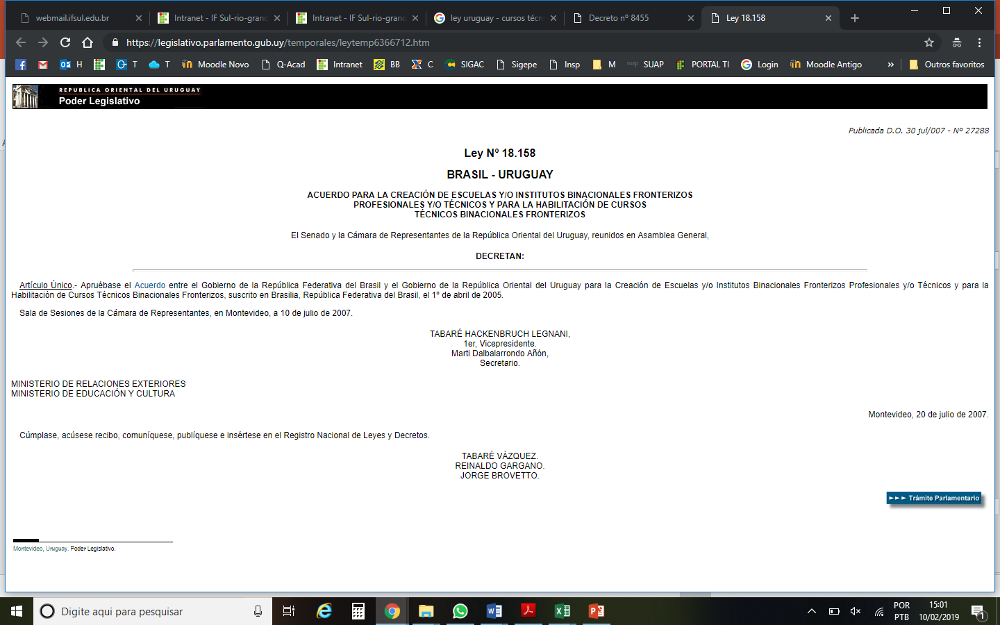 webmail.ifsul.edu.br
Intranet - IF Sul-rio-grand
Intranet - IF Sul-rio-grand
ley uruguay - cursos técn
Decreto nº 8455
Ley 18.158
https://legislativo.parlamento.gub.uy/temporales/leytemp6366712.htm
H
T
T
Moodle Novo
Q-Acad
Intranet
BB
C
SIGAC
Sigepe
Insp
M
suap SUAP
PORTAL TI
Login
Moodle Antigo
»
Outros favoritos
REPUBLICA ORIENTAL DEL URUGUAY
Poder Legislativo
Publicada D.O. 30 jul/007 - Nº 27288
Ley Nº 18.158
BRASIL - URUGUAY
ACUERDO PARA LA CREACIÓN DE ESCUELAS Y/O INSTITUTOS BINACIONALES FRONTERIZOS
PROFESIONALES Y/O TÉCNICOS Y PARA LA HABILITACIÓN DE CURSOS
TÉCNICOS BINACIONALES FRONTERIZOS
El Senado y la Cámara de Representantes de la República Oriental del Uruguay, reunidos en Asamblea General,
DECRETAN:
Artículo Único.- Apruébase el Acuerdo entre el Gobierno de la República Federativa del Brasil y el Gobierno de la República Oriental del Uruguay para la Creación de Escuelas y/o Institutos Binacionales Fronterizos Profesionales y/o Técnicos y para la
Habilitación de Cursos Técnicos Binacionales Fronterizos, suscrito en Brasilia, República Federativa del Brasil, el 1º de abril de 2005.
Sala de Sesiones de la Cámara de Representantes, en Montevideo, a 10 de julio de 2007.
TABARÉ HACKENBRUCH LEGNANI,
1er, Vicepresidente.
Marti Dalbalarrondo Añón,
Secretario.
MINISTERIO DE RELACIONES EXTERIORES
MINISTERIO DE EDUCACIÓN Y CULTURA
Montevideo, 20 de julio de 2007.
Cúmplase, acúsese recibo, comuníquese, publíquese e insértese en el Registro Nacional de Leyes y Decretos.
TABARÉ VÁZQUEZ.
REINALDO GARGANO.
JORGE BROVETTO.
►►► Trámite Parlamentario
Montevideo, Uruguay. Poder Legislativo.
Digite aqui para pesquisar
POR
PTB
15:01
10/02/2019
1